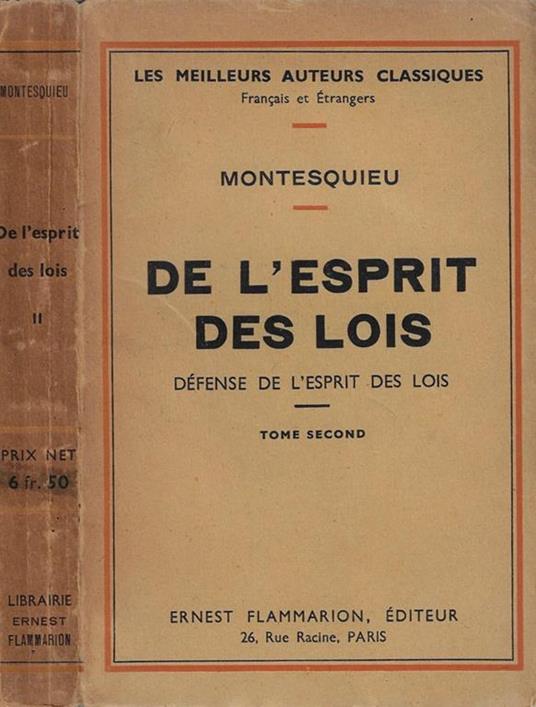 MONTESQUIEU
De l'esprit
des lois
II
PRIX NET
6 fr. 50
LIBRAIRIE
ERNEST
FLAMMARION
LES MEILLEURS AUTEURS CLASSIQUES
Français et Étrangers
MONTESQUIEU
DE L'ESPRIT
DES LOIS
DÉFENSE DE L'ESPRIT DES LOIS
TOME SECOND
ERNEST FLAMMARION, ÉDITEUR
26, Rue Racine, PARIS